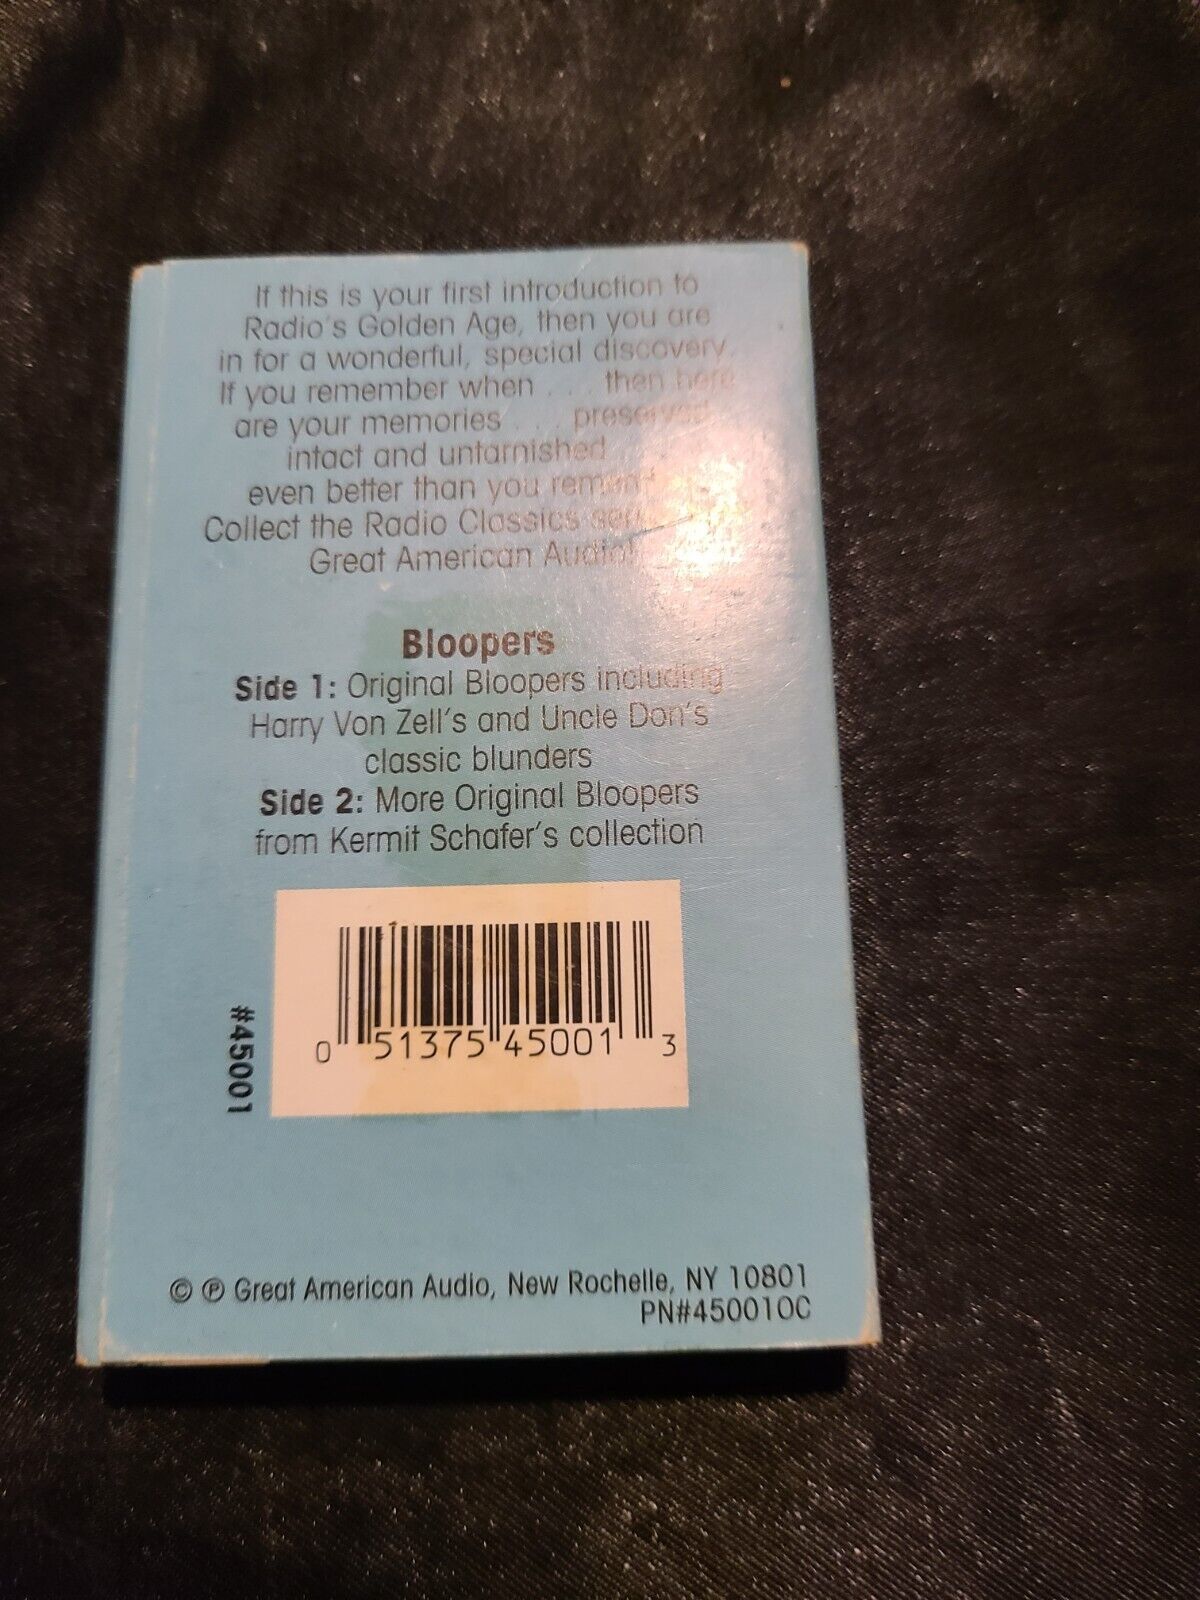 If this is your first introduction to
Radio's Golden Age, then you are
in for a wonderful, special discovery.
If you remember when . . . then here
are your memories . . . preserved
intact and untarnished
even better than you
Collect the Radio Classics
Great American Audio!
Bloopers
Side 1: Original Bloopers including
Harry Von Zell's and Uncle Don's
classic blunders
Side 2: More Original Bloopers
from Kermit Schafer's collection
1
0 51375 45001 3
#45001
© ℗ Great American Audio, New Rochelle, NY 10801
PN#450010C